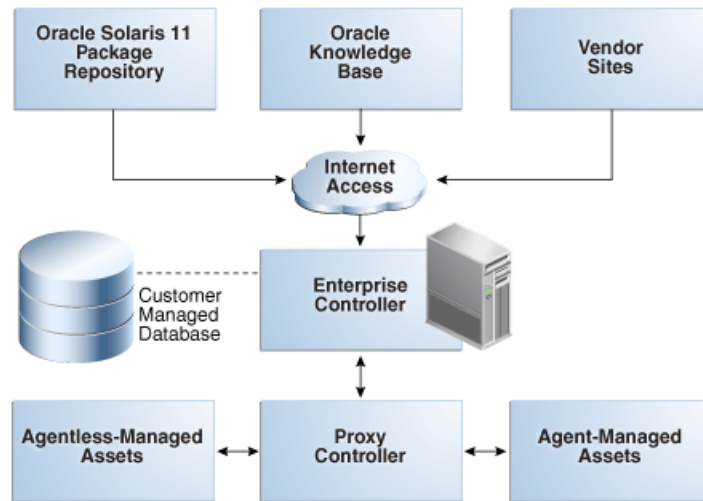 Oracle Solaris 11
Package
Repository
Oracle
Knowledge
Base
Vendor
Sites
Internet
Access
Customer
Managed
Database
Enterprise
Controller
Agentless-Managed
Assets
Proxy
Controller
Agent-Managed
Assets